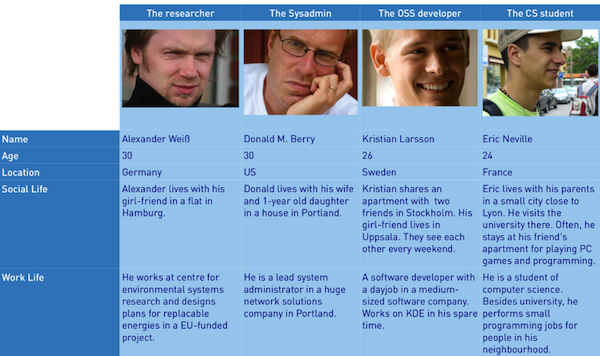 The researcher
The Sysadmin
The OSS developer
The CS student
Name
Alexander Weiß
Donald M. Berry
Kristian Larsson
Eric Neville
Age
30
30
26
24
Location
Germany
US
Sweden
France
Social Life
Alexander lives with his
girl-friend in a flat in
Hamburg.
Donald lives with his wife
and 1-year old daughter
in a house in Portland.
Kristian shares an
apartment with two
friends in Stockholm. His
girl-friend lives in
Uppsala. They see each
other every weekend.
Eric lives with his parents
in a small city close to
Lyon. He visits the
university there. Often, he
stays at his friend's
apartment for playing PC
games and programming.
Work Life
He works at centre for
environmental systems
research and designs
plans for replacable
energies in a EU-funded
project.
He is a lead system
administrator in a huge
network solutions
company in Portland.
A software developer with
a dayjob in a medium-
sized software company.
Works on KDE in his spare
time.
He is a student of
computer science.
Besides university, he
performs small
programming jobs for
people in his
neighbourhood.